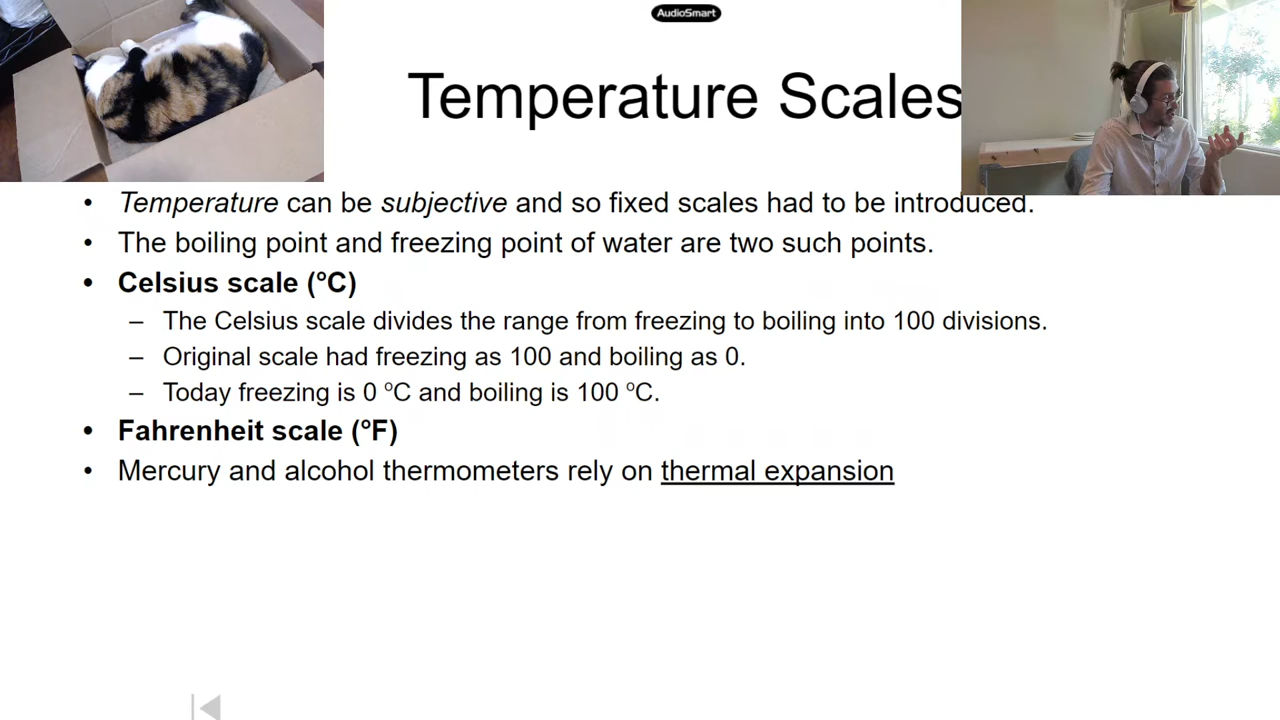 AudioSmart
Temperature Scales
• Temperature can be subjective and so fixed scales had to be introduced.
• The boiling point and freezing point of water are two such points.
• Celsius scale (°C)
– The Celsius scale divides the range from freezing to boiling into 100 divisions.
– Original scale had freezing as 100 and boiling as 0.
– Today freezing is 0 °C and boiling is 100 °C.
• Fahrenheit scale (°F)
• Mercury and alcohol thermometers rely on thermal expansion